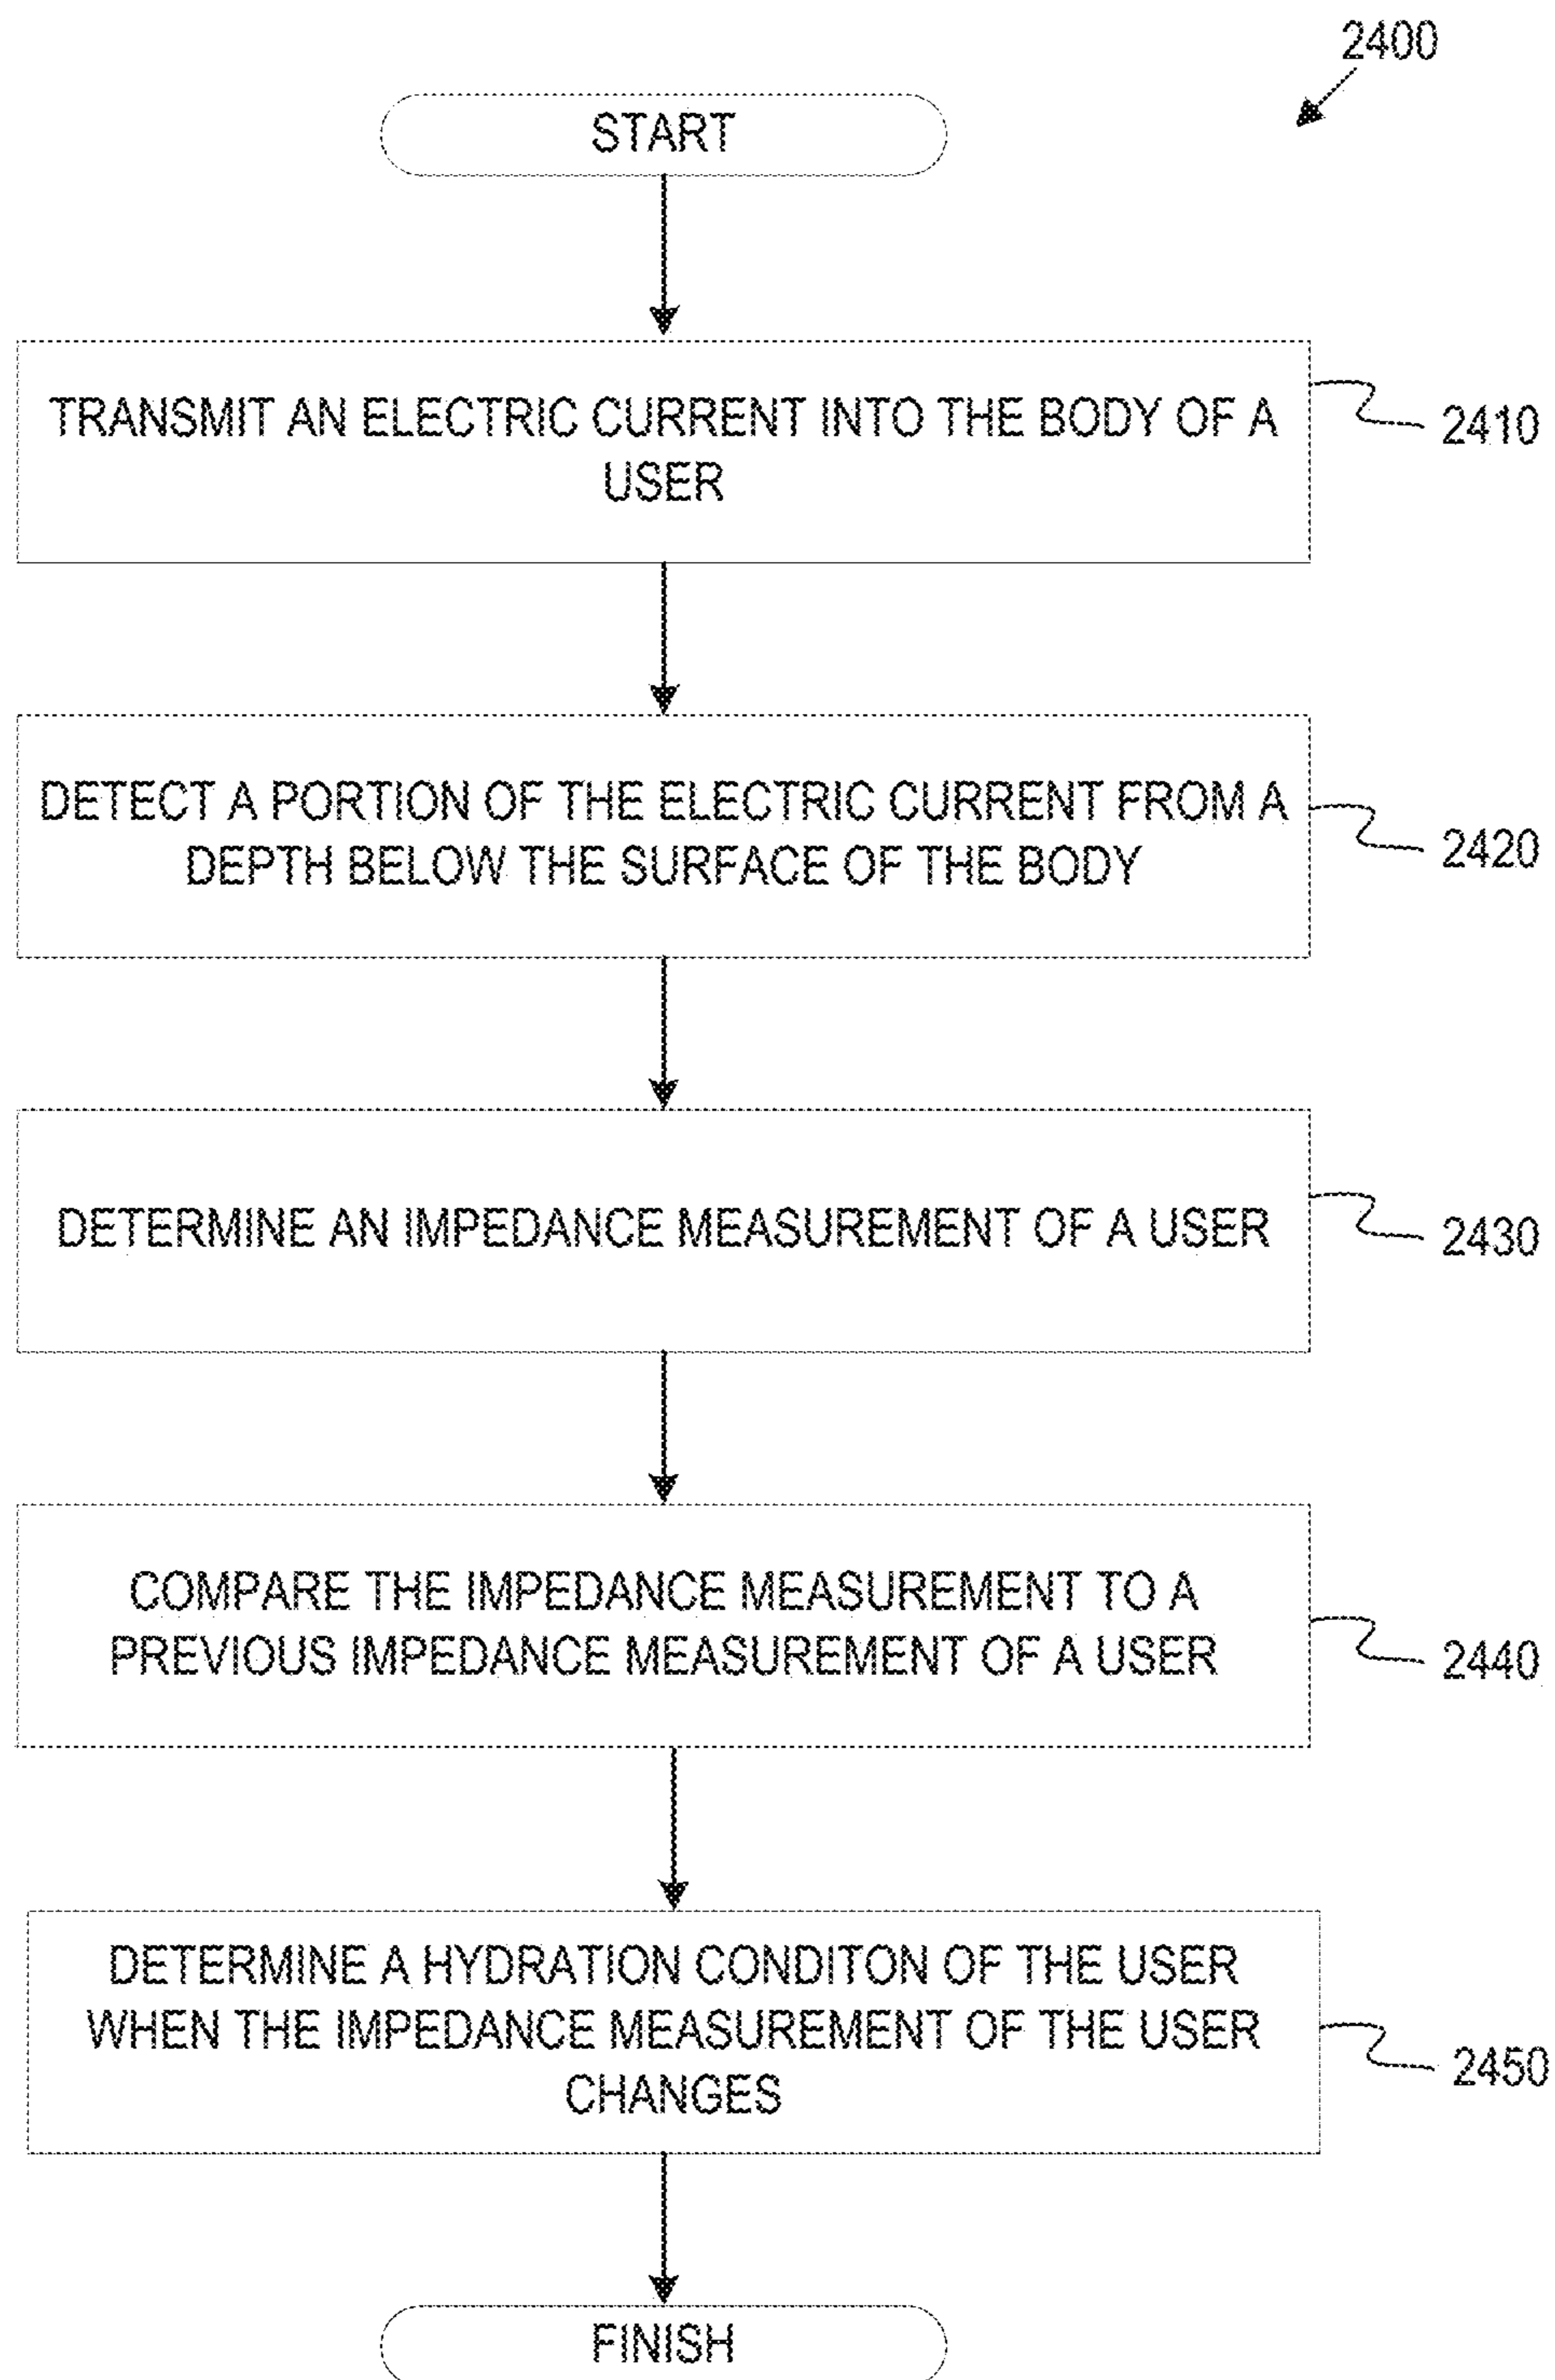 2400
START
TRANSMIT AN ELECTRIC CURRENT INTO THE BODY OF A
USER
2410
DETECT A PORTION OF THE ELECTRIC CURRENT FROM A
DEPTH BELOW THE SURFACE OF THE BODY
2420
DETERMINE AN IMPEDANCE MEASUREMENT OF A USER
2430
COMPARE THE IMPEDANCE MEASUREMENT TO A
PREVIOUS IMPEDANCE MEASUREMENT OF A USER
2440
DETERMINE A HYDRATION CONDITON OF THE USER
WHEN THE IMPEDANCE MEASUREMENT OF THE USER
CHANGES
2450
FINISH